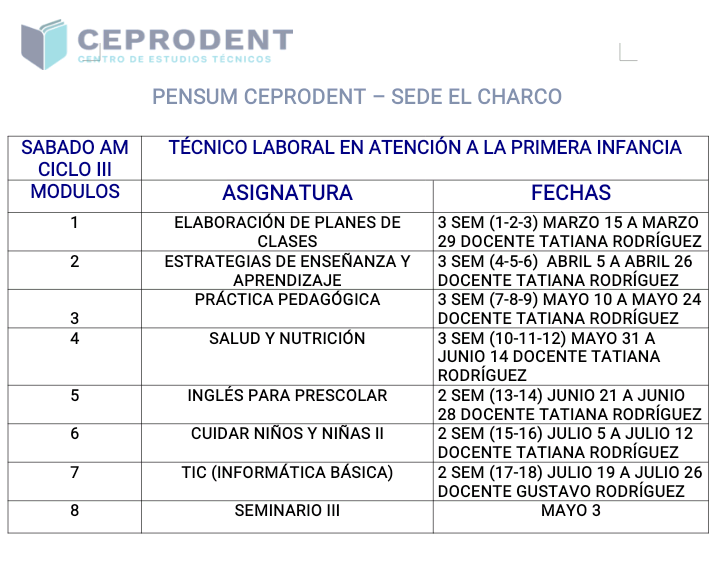 CEPRODENT
CENTRO DE ESTUDIOS TÉCNICOS
PENSUM CEPRODENT – SEDE EL CHARCO
SABADO AM
CICLO III
TÉCNICO LABORAL EN ATENCIÓN A LA PRIMERA INFANCIA
MODULOS
ASIGNATURA
FECHAS
1
ELABORACIÓN DE PLANES DE
CLASES
3 SEM (1-2-3) MARZO 15 A MARZO
29 DOCENTE TATIANA RODRÍGUEZ
2
ESTRATEGIAS DE ENSEÑANZA Y
APRENDIZAJE
3 SEM (4-5-6) ABRIL 5 A ABRIL 26
DOCENTE TATIANA RODRÍGUEZ
3
PRÁCTICA PEDAGÓGICA
3 SEM (7-8-9) MAYO 10 A MAYO 24
DOCENTE TATIANA RODRÍGUEZ
4
SALUD Y NUTRICIÓN
3 SEM (10-11-12) MAYO 31 A
JUNIO 14 DOCENTE TATIANA
RODRÍGUEZ
5
INGLÉS PARA PRESCOLAR
2 SEM (13-14) JUNIO 21 A JUNIO
28 DOCENTE TATIANA RODRÍGUEZ
6
CUIDAR NIÑOS Y NIÑAS II
2 SEM (15-16) JULIO 5 A JULIO 12
DOCENTE TATIANA RODRÍGUEZ
7
TIC (INFORMÁTICA BÁSICA)
2 SEM (17-18) JULIO 19 A JULIO 26
DOCENTE GUSTAVO RODRÍGUEZ
8
SEMINARIO III
MAYO 3